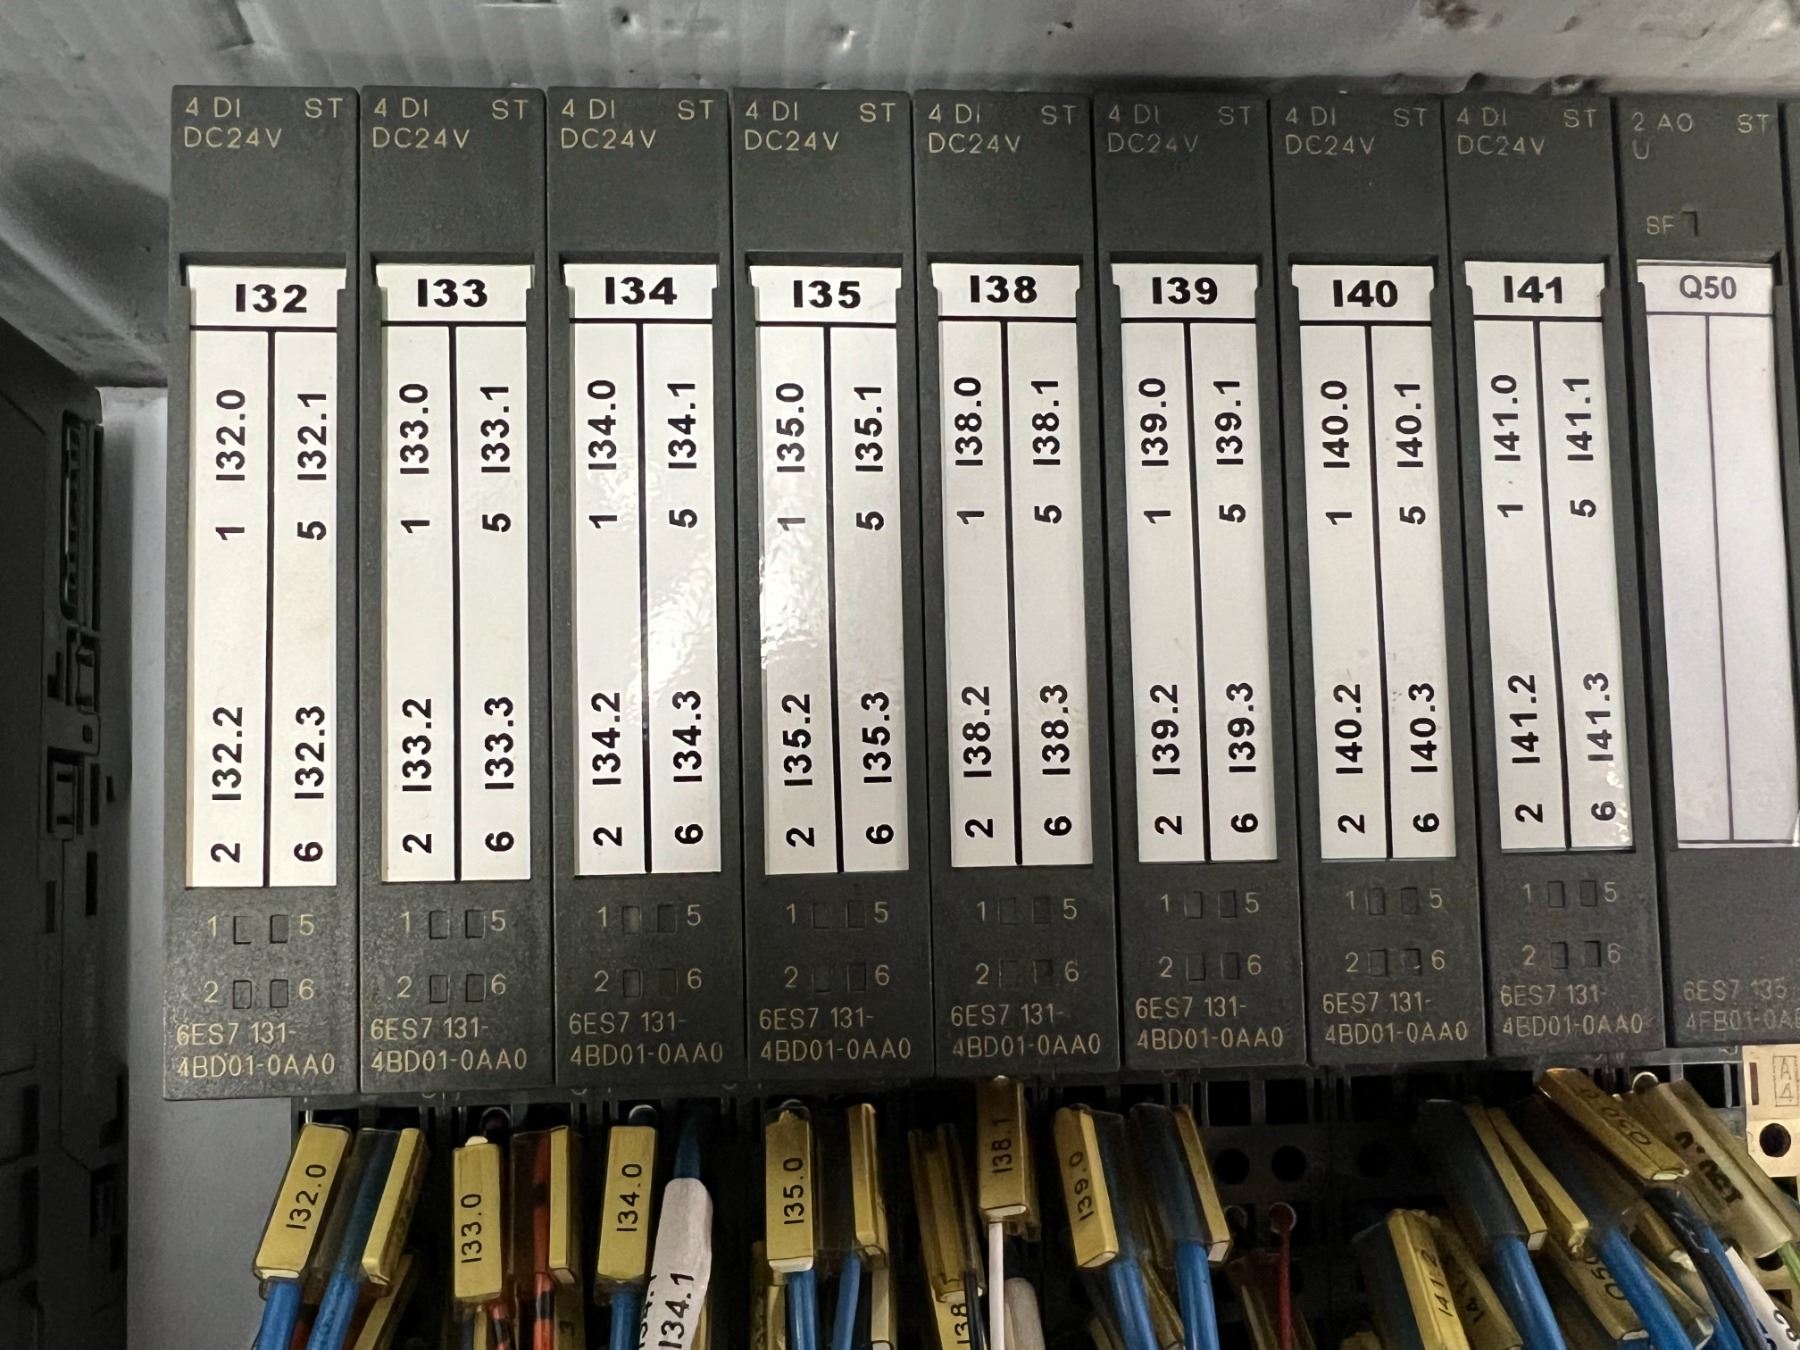 4 DI ST
DC24V
I32
1 I32.0
5 I32.1
2 I32.2
6 I32.3
1 5
2 6
6ES7 131-
4BD01-0AA0
4 DI ST
DC24V
I33
1 I33.0
5 I33.1
2 I33.2
6 I33.3
1 5
2 6
6ES7 131-
4BD01-0AA0
4 DI ST
DC24V
I34
1 I34.0
5 I34.1
2 I34.2
6 I34.3
1 5
2 6
6ES7 131-
4BD01-0AA0
4 DI ST
DC24V
I35
1 I35.0
5 I35.1
2 I35.2
6 I35.3
1 5
2 6
6ES7 131-
4BD01-0AA0
4 DI ST
DC24V
I38
1 I38.0
5 I38.1
2 I38.2
6 I38.3
1 5
2 6
6ES7 131-
4BD01-0AA0
4 DI ST
DC24V
I39
1 I39.0
5 I39.1
2 I39.2
6 I39.3
1 5
2 6
6ES7 131-
4BD01-0AA0
4 DI ST
DC24V
I40
1 I40.0
5 I40.1
2 I40.2
6 I40.3
1 5
2 6
6ES7 131-
4BD01-0AA0
4 DI ST
DC24V
I41
1 I41.0
5 I41.1
2 I41.2
6 I41.3
1 5
2 6
6ES7 131-
4BD01-0AA0
2 AO ST
U
SF
Q50
6ES7 135
4FB01-0A
A
4
I32.0
I33.0
I34.0
I34.1
I35.0
I38
I38.1
I39.0
I41.2